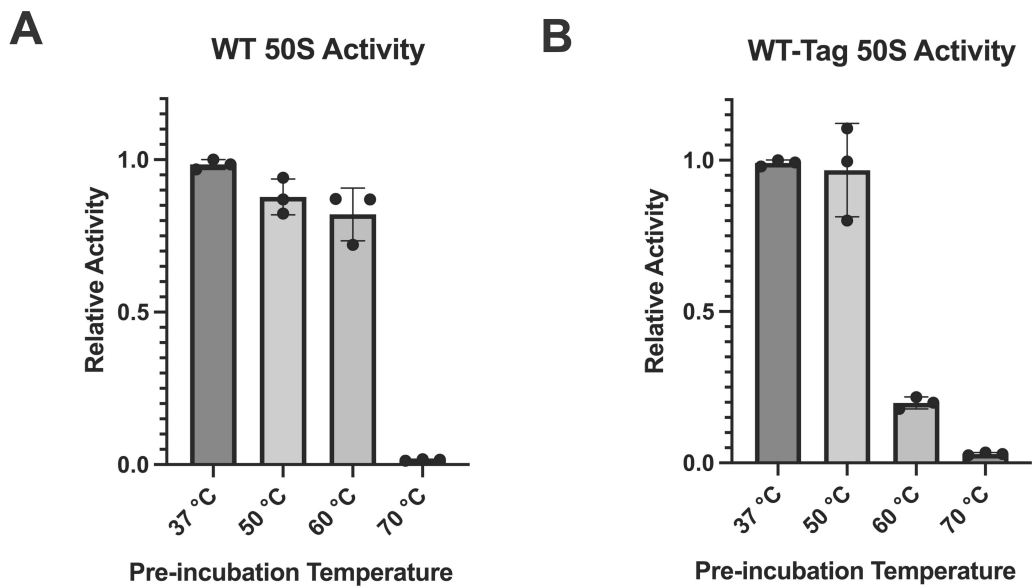 A
WT 50S Activity
Relative Activity
1.0
0.5
0.0
37 °C
50 °C
60 °C
70 °C
Pre-incubation Temperature
B
WT-Tag 50S Activity
Relative Activity
1.0
0.5
0.0
37 °C
50 °C
60 °C
70 °C
Pre-incubation Temperature